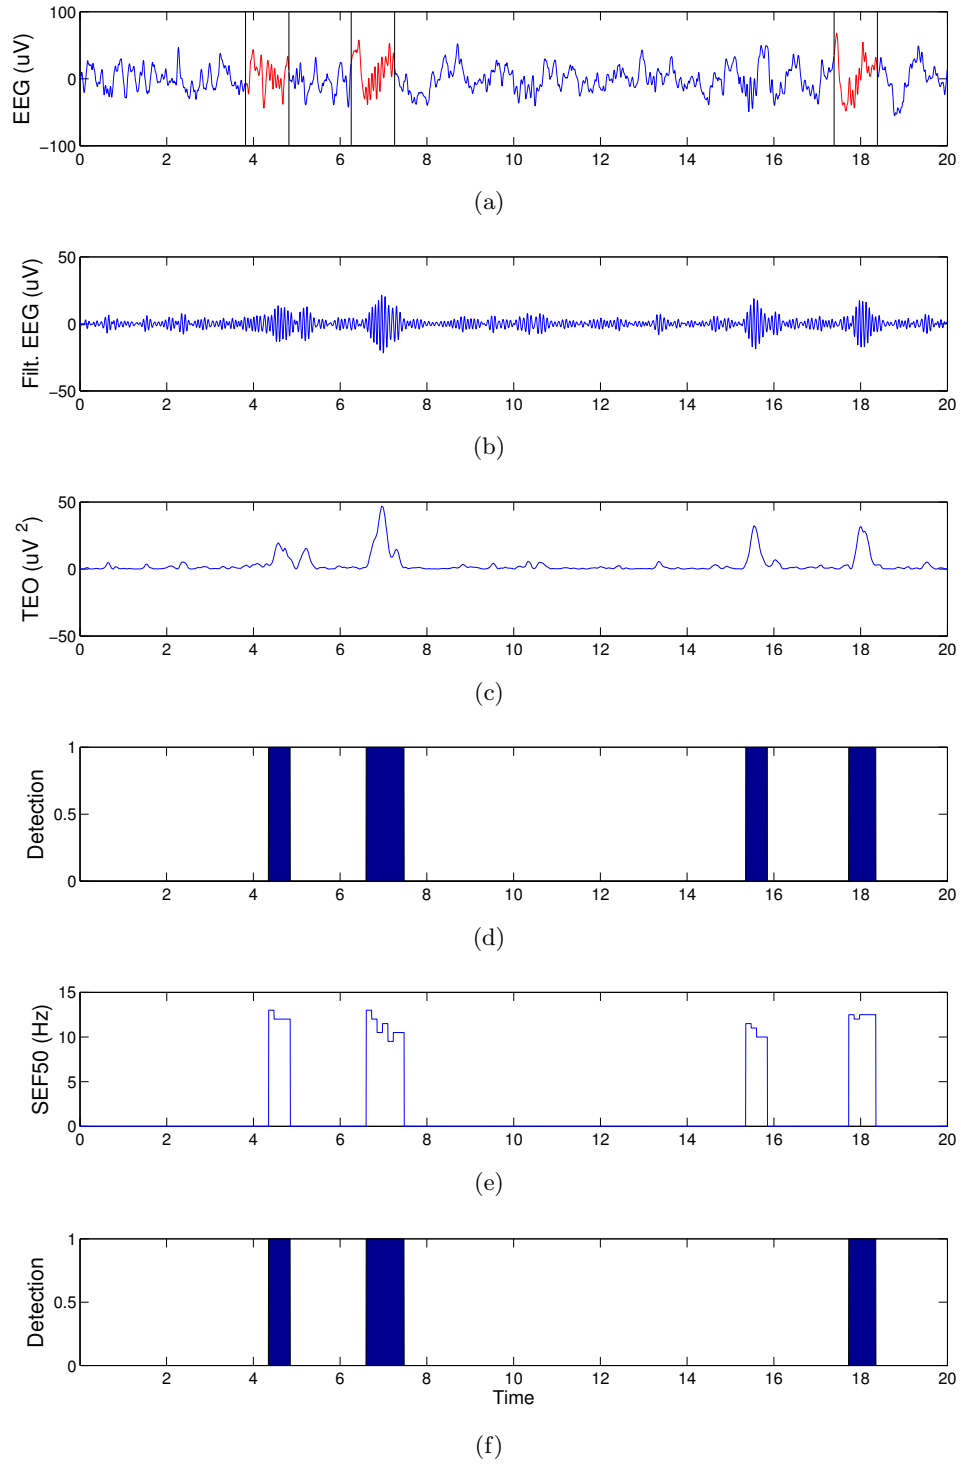 EEG (uV)
100
0
−100
0 2 4 6 8 10 12 14 16 18 20
(a)
Filt. EEG (uV)
50
0
−50
0 2 4 6 8 10 12 14 16 18 20
(b)
TEO (uV 2)
50
0
−50
0 2 4 6 8 10 12 14 16 18 20
(c)
Detection
1
0.5
0
2 4 6 8 10 12 14 16 18 20
(d)
SEF50 (Hz)
15
10
5
0
0 2 4 6 8 10 12 14 16 18 20
(e)
Detection
1
0.5
0
2 4 6 8 10 12 14 16 18 20
Time
(f)